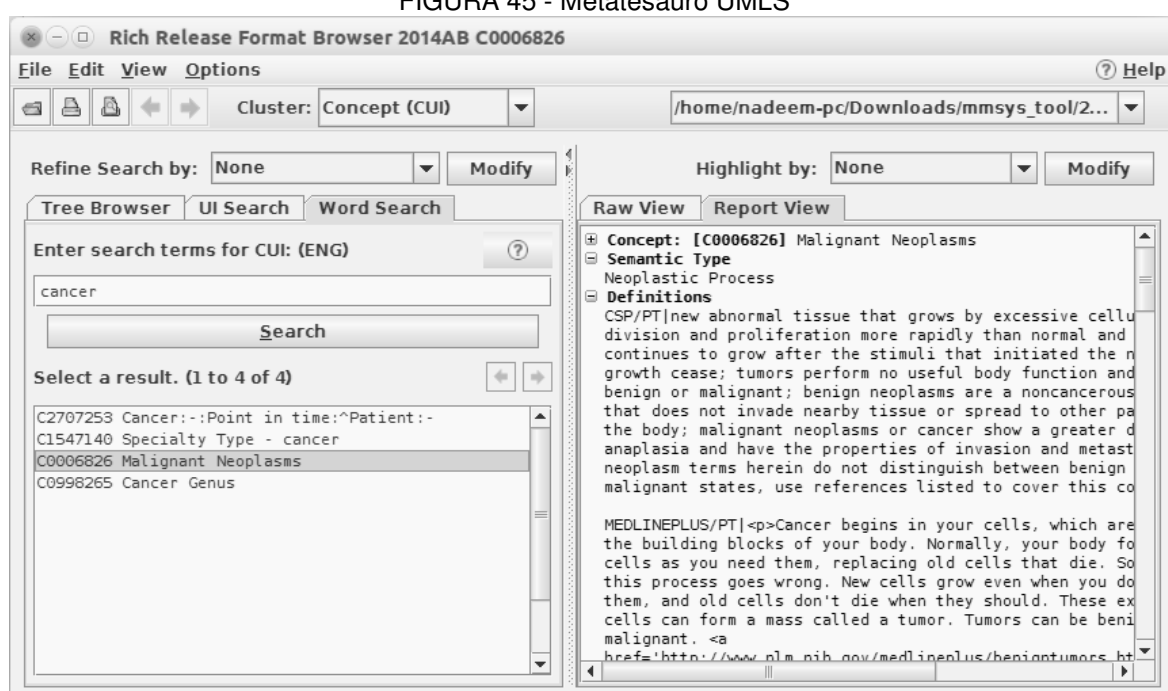 FIGURA 45 - Metatesauro UMLS
Rich Release Format Browser 2014AB C0006826
File Edit View Options Help
Cluster: Concept (CUI) /home/nadeem-pc/Downloads/mmsys_tool/2...
Refine Search by: None Modify
Tree Browser UI Search Word Search
Enter search terms for CUI: (ENG)
cancer
Search
Select a result. (1 to 4 of 4)
C2707253 Cancer:-:Point in time:^Patient:-
C1547140 Specialty Type - cancer
C0006826 Malignant Neoplasms
C0998265 Cancer Genus
Highlight by: None Modify
Raw View Report View
Concept: [C0006826] Malignant Neoplasms
Semantic Type
Neoplastic Process
Definitions
CSP/PT|new abnormal tissue that grows by excessive cellu
division and proliferation more rapidly than normal and
continues to grow after the stimuli that initiated the n
growth cease; tumors perform no useful body function and
benign or malignant; benign neoplasms are a noncancerous
that does not invade nearby tissue or spread to other pa
the body; malignant neoplasms or cancer show a greater d
anaplasia and have the properties of invasion and metast
neoplasm terms herein do not distinguish between benign
malignant states, use references listed to cover this co
MEDLINEPLUS/PT|<p>Cancer begins in your cells, which are
the building blocks of your body. Normally, your body fo
cells as you need them, replacing old cells that die. So
this process goes wrong. New cells grow even when you do
them, and old cells don't die when they should. These ex
cells can form a mass called a tumor. Tumors can be beni
malignant. <a
href='http://www.nlm.nih.gov/medlineplus/benigntumors.ht